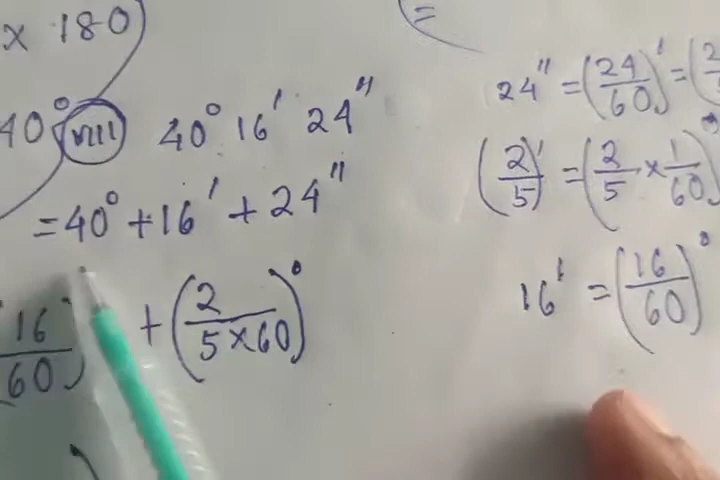 x 180
=
40° (viii) 40° 16' 24"
= 40° + 16' + 24"
(16/60)° + (2/(5×60))°
24" = (24/60)' = (2
(2/5)' = (2/5 × 1/60)°
16' = (16/60)°